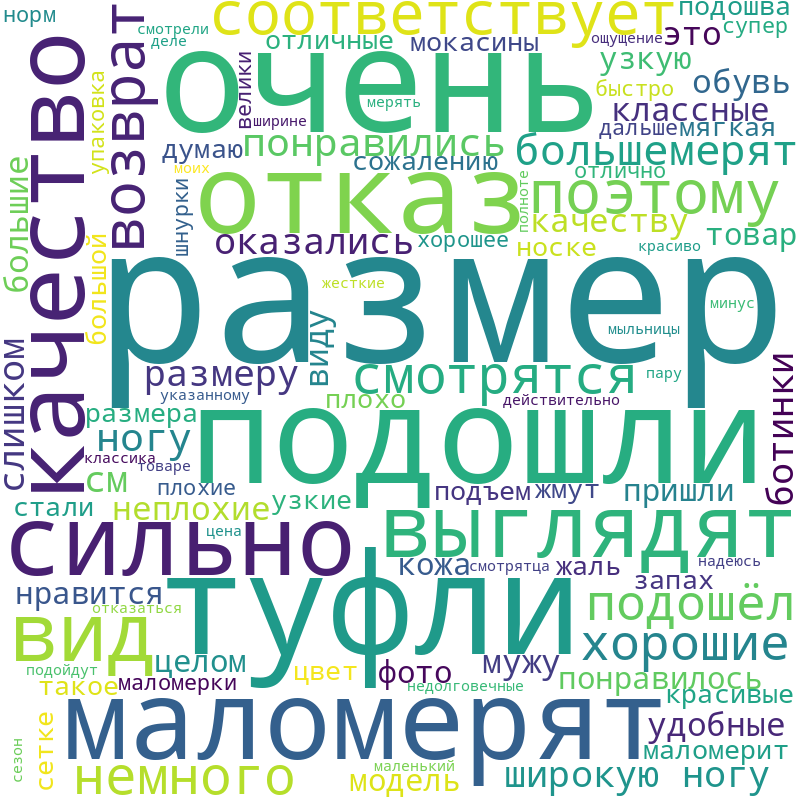 норм
смотрели
деле
возврат
соответствует
подошва
супер
ощущение
это
отличные
мокасины
узкую
очень
обувь
упаковка
велики
мерять
быстро
классные
ширине
дальше
мягкая
качество
думаю
понравились
сожалению
большемерят
отлично
моих
большие
шнурки
отказ
полноте
поэтому
качеству
товар
большой
оказались
хорошее
носке
красиво
размер
жесткие
минус
мыльницы
слишком
виду
размеру
смотрятся
пару
ботинки
указанному
плохо
действительно
размера
подошли
ногу
классика
товаре
см
плохие
узкие
подъем
жмут
пришли
стали
неплохие
выглядят
сильно
цена
туфли
кожа
смотрятца
жаль
надеюсь
запах
нравится
отказаться
подошёл
вид
хорошие
целом
подойдут
цвет
фото
мужу
понравилось
такое
маломерки
недолговечные
красивые
маломерят
сетке
удобные
маломерит
сезон
немного
модель
маленький
широкую ногу